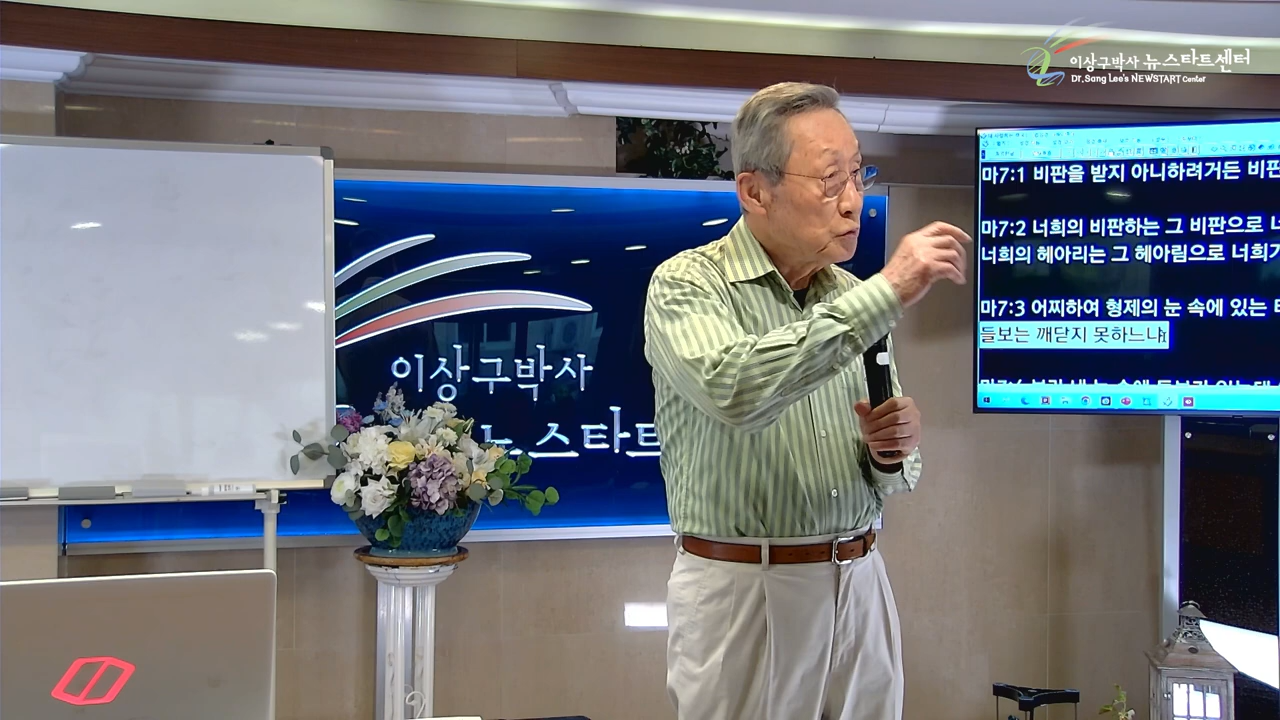 이상구박사 뉴스타트센터
Dr. Sang Lee's NEWSTART Center
마7:1 비판을 받지 아니하려거든 비판
마7:2 너희의 비판하는 그 비판으로
너희의 헤아리는 그 헤아림으로 너희가
마7:3 어찌하여 형제의 눈 속에 있는
들보는 깨닫지 못하느냐
이상구박사
뉴스타트